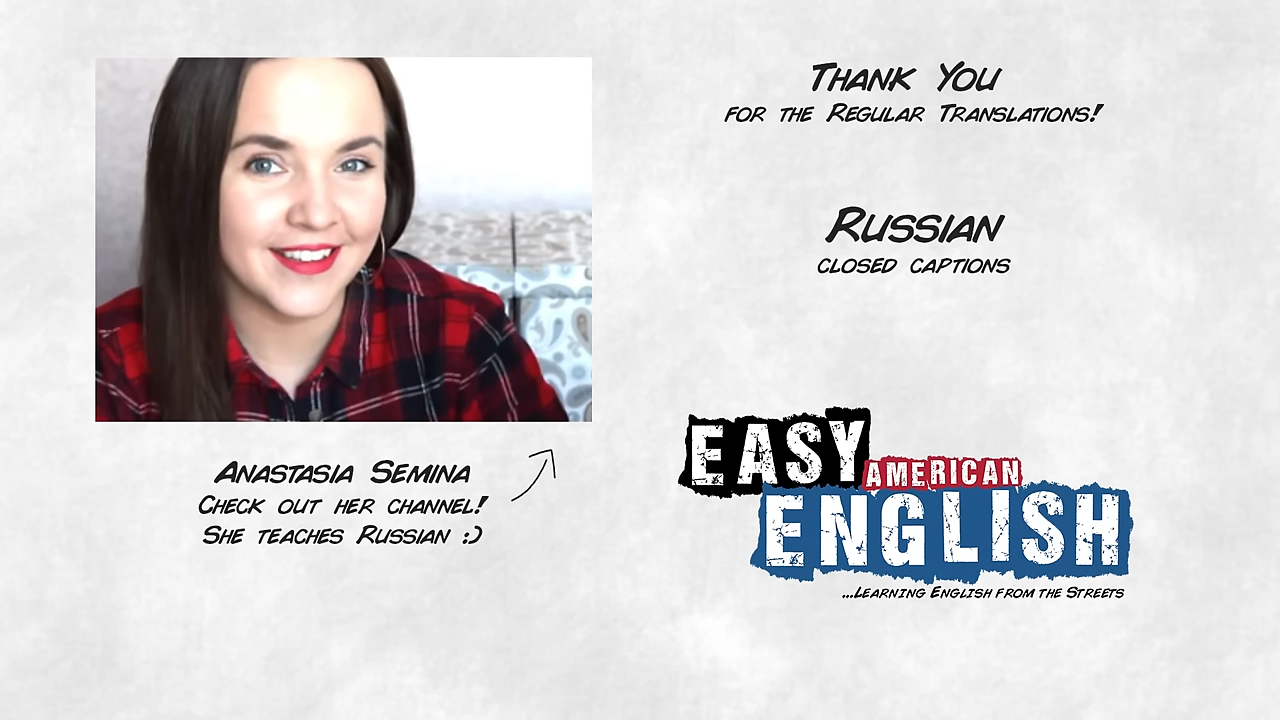 Thank You
for the Regular Translations!
Russian
closed captions
Anastasia Semina
Check out her channel!
She teaches Russian :)
EASY
AMERICAN
ENGLISH
...Learning English from the Streets